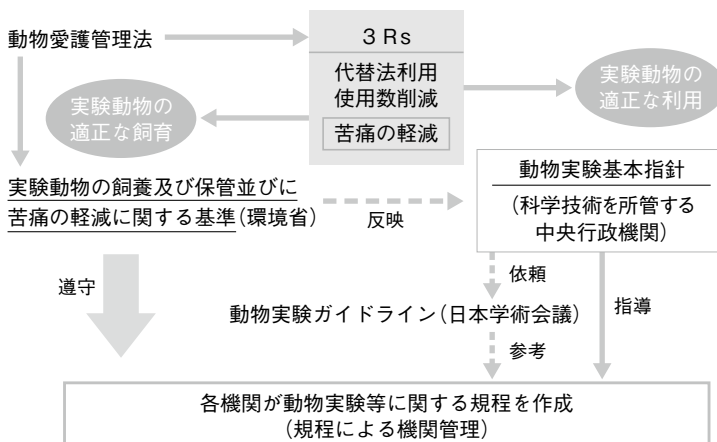 動物愛護管理法
3 Rs
代替法利用
使用数削減
苦痛の軽減
実験動物の
適正な飼育
実験動物の
適正な利用
実験動物の飼養及び保管並びに
苦痛の軽減に関する基準(環境省)
反映
動物実験基本指針
(科学技術を所管する
中央行政機関)
遵守
依頼
指導
動物実験ガイドライン(日本学術会議)
参考
各機関が動物実験等に関する規程を作成
(規程による機関管理)